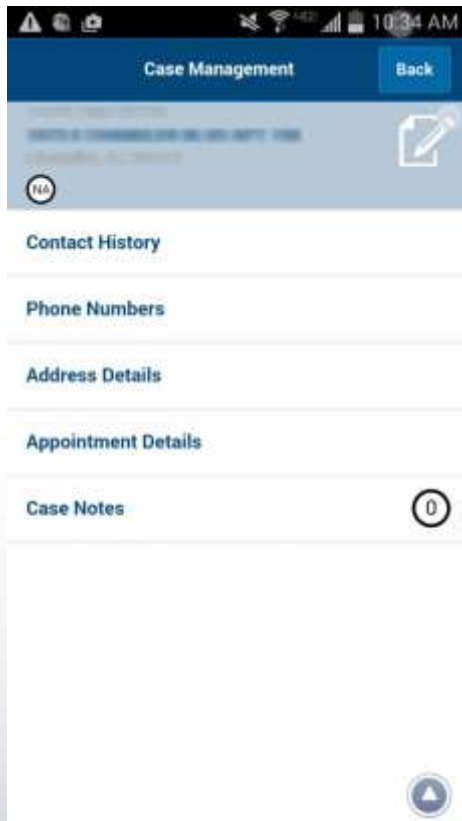 10:34 AM
Case Management
Back
NA
Contact History
Phone Numbers
Address Details
Appointment Details
Case Notes
0